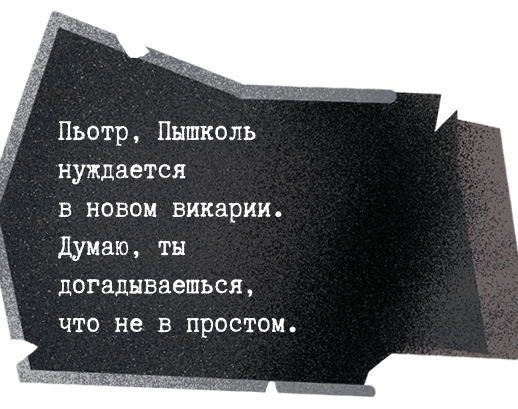 Пьотр, Пышколь
нуждается
в новом викарии.
Думаю, ты
догадываешься,
что не в простом.